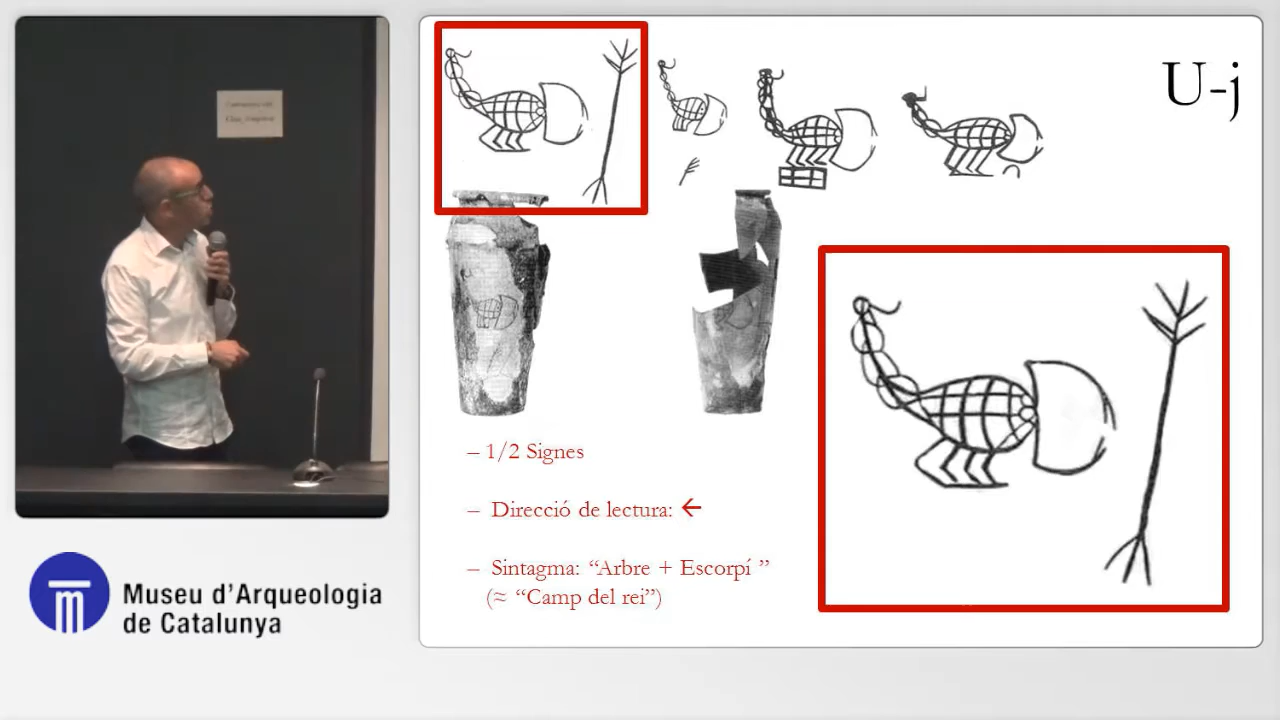 U-j
– 1/2 Signes
– Direcció de lectura: ←
– Sintagma: “Arbre + Escorpí ”
(≈ “Camp del rei”)
Museu d’Arqueologia
de Catalunya